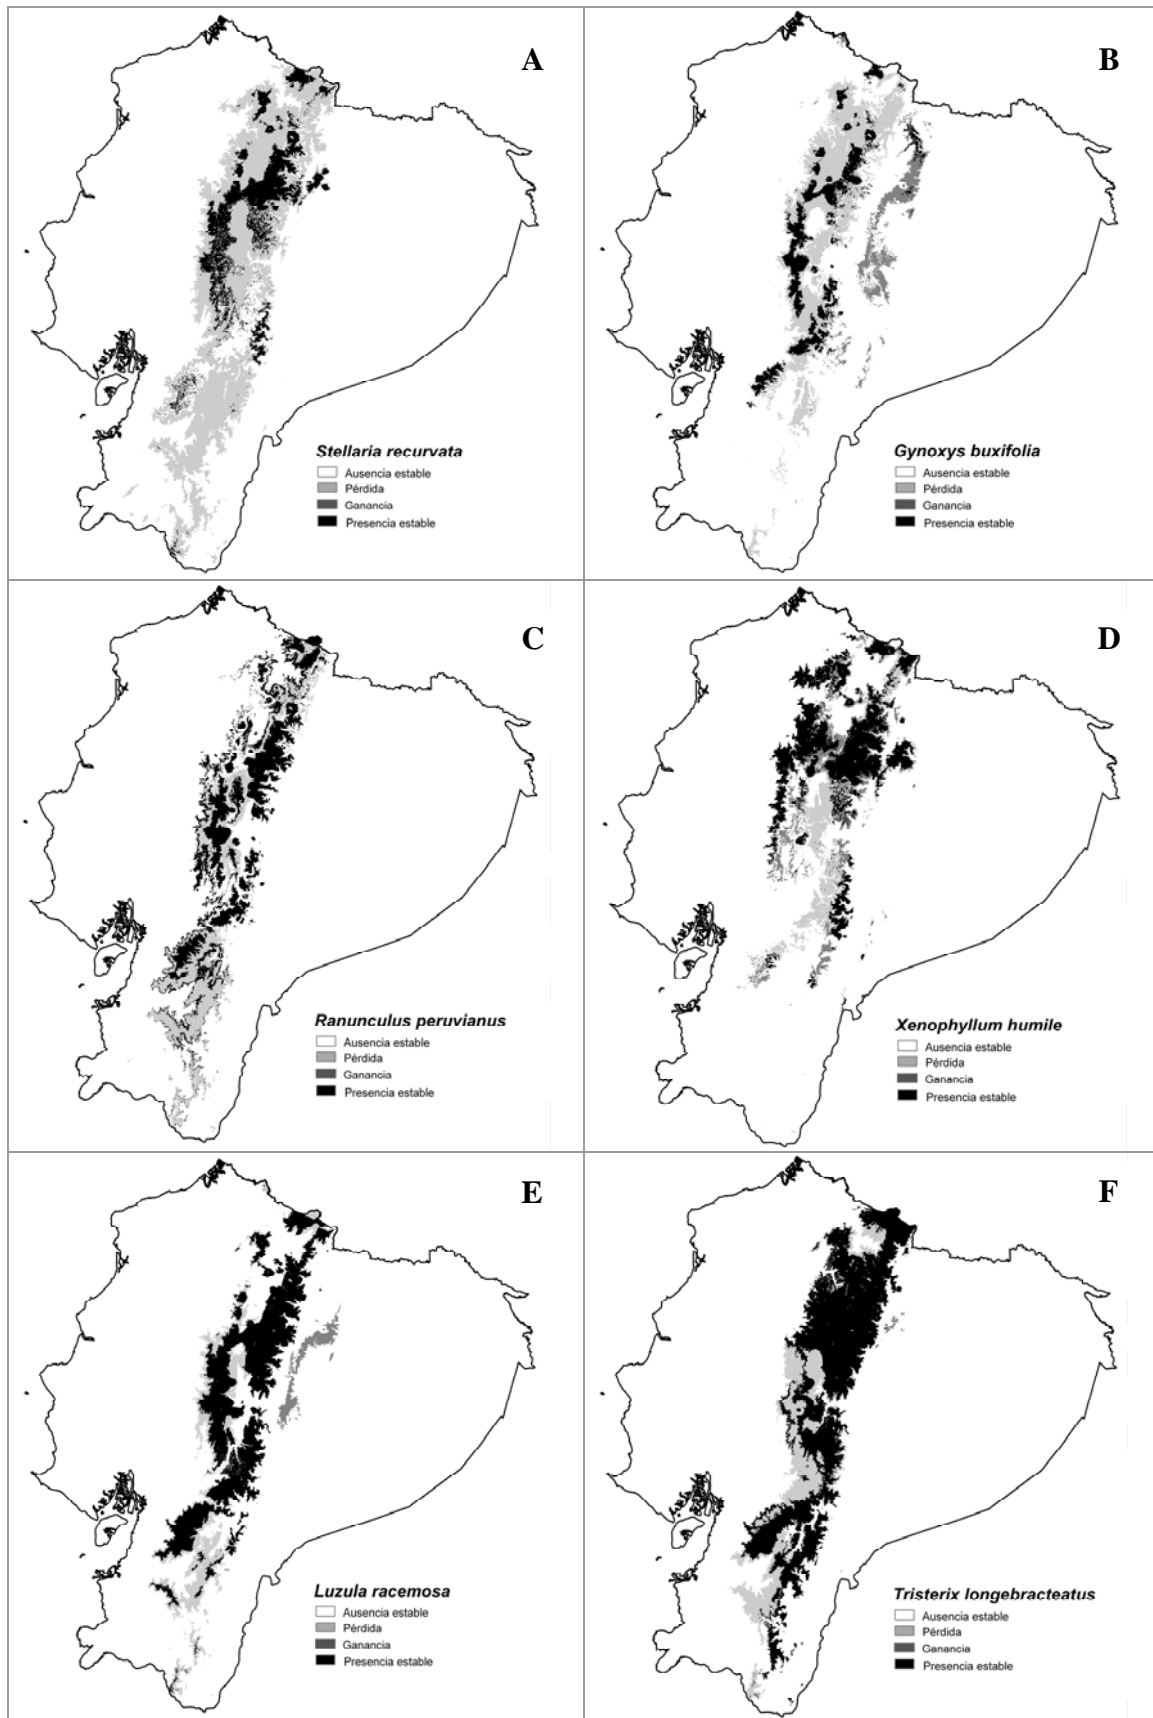 A
Stellaria recurvata
Ausencia estable
Pérdida
Ganancia
Presencia estable
B
Gynoxys buxifolia
Ausencia estable
Pérdida
Ganancia
Presencia estable
C
Ranunculus peruvianus
Ausencia estable
Pérdida
Ganancia
Presencia estable
D
Xenophyllum humile
Ausencia estable
Pérdida
Ganancia
Presencia estable
E
Luzula racemosa
Ausencia estable
Pérdida
Ganancia
Presencia estable
F
Tristerix longebracteatus
Ausencia estable
Pérdida
Ganancia
Presencia estable